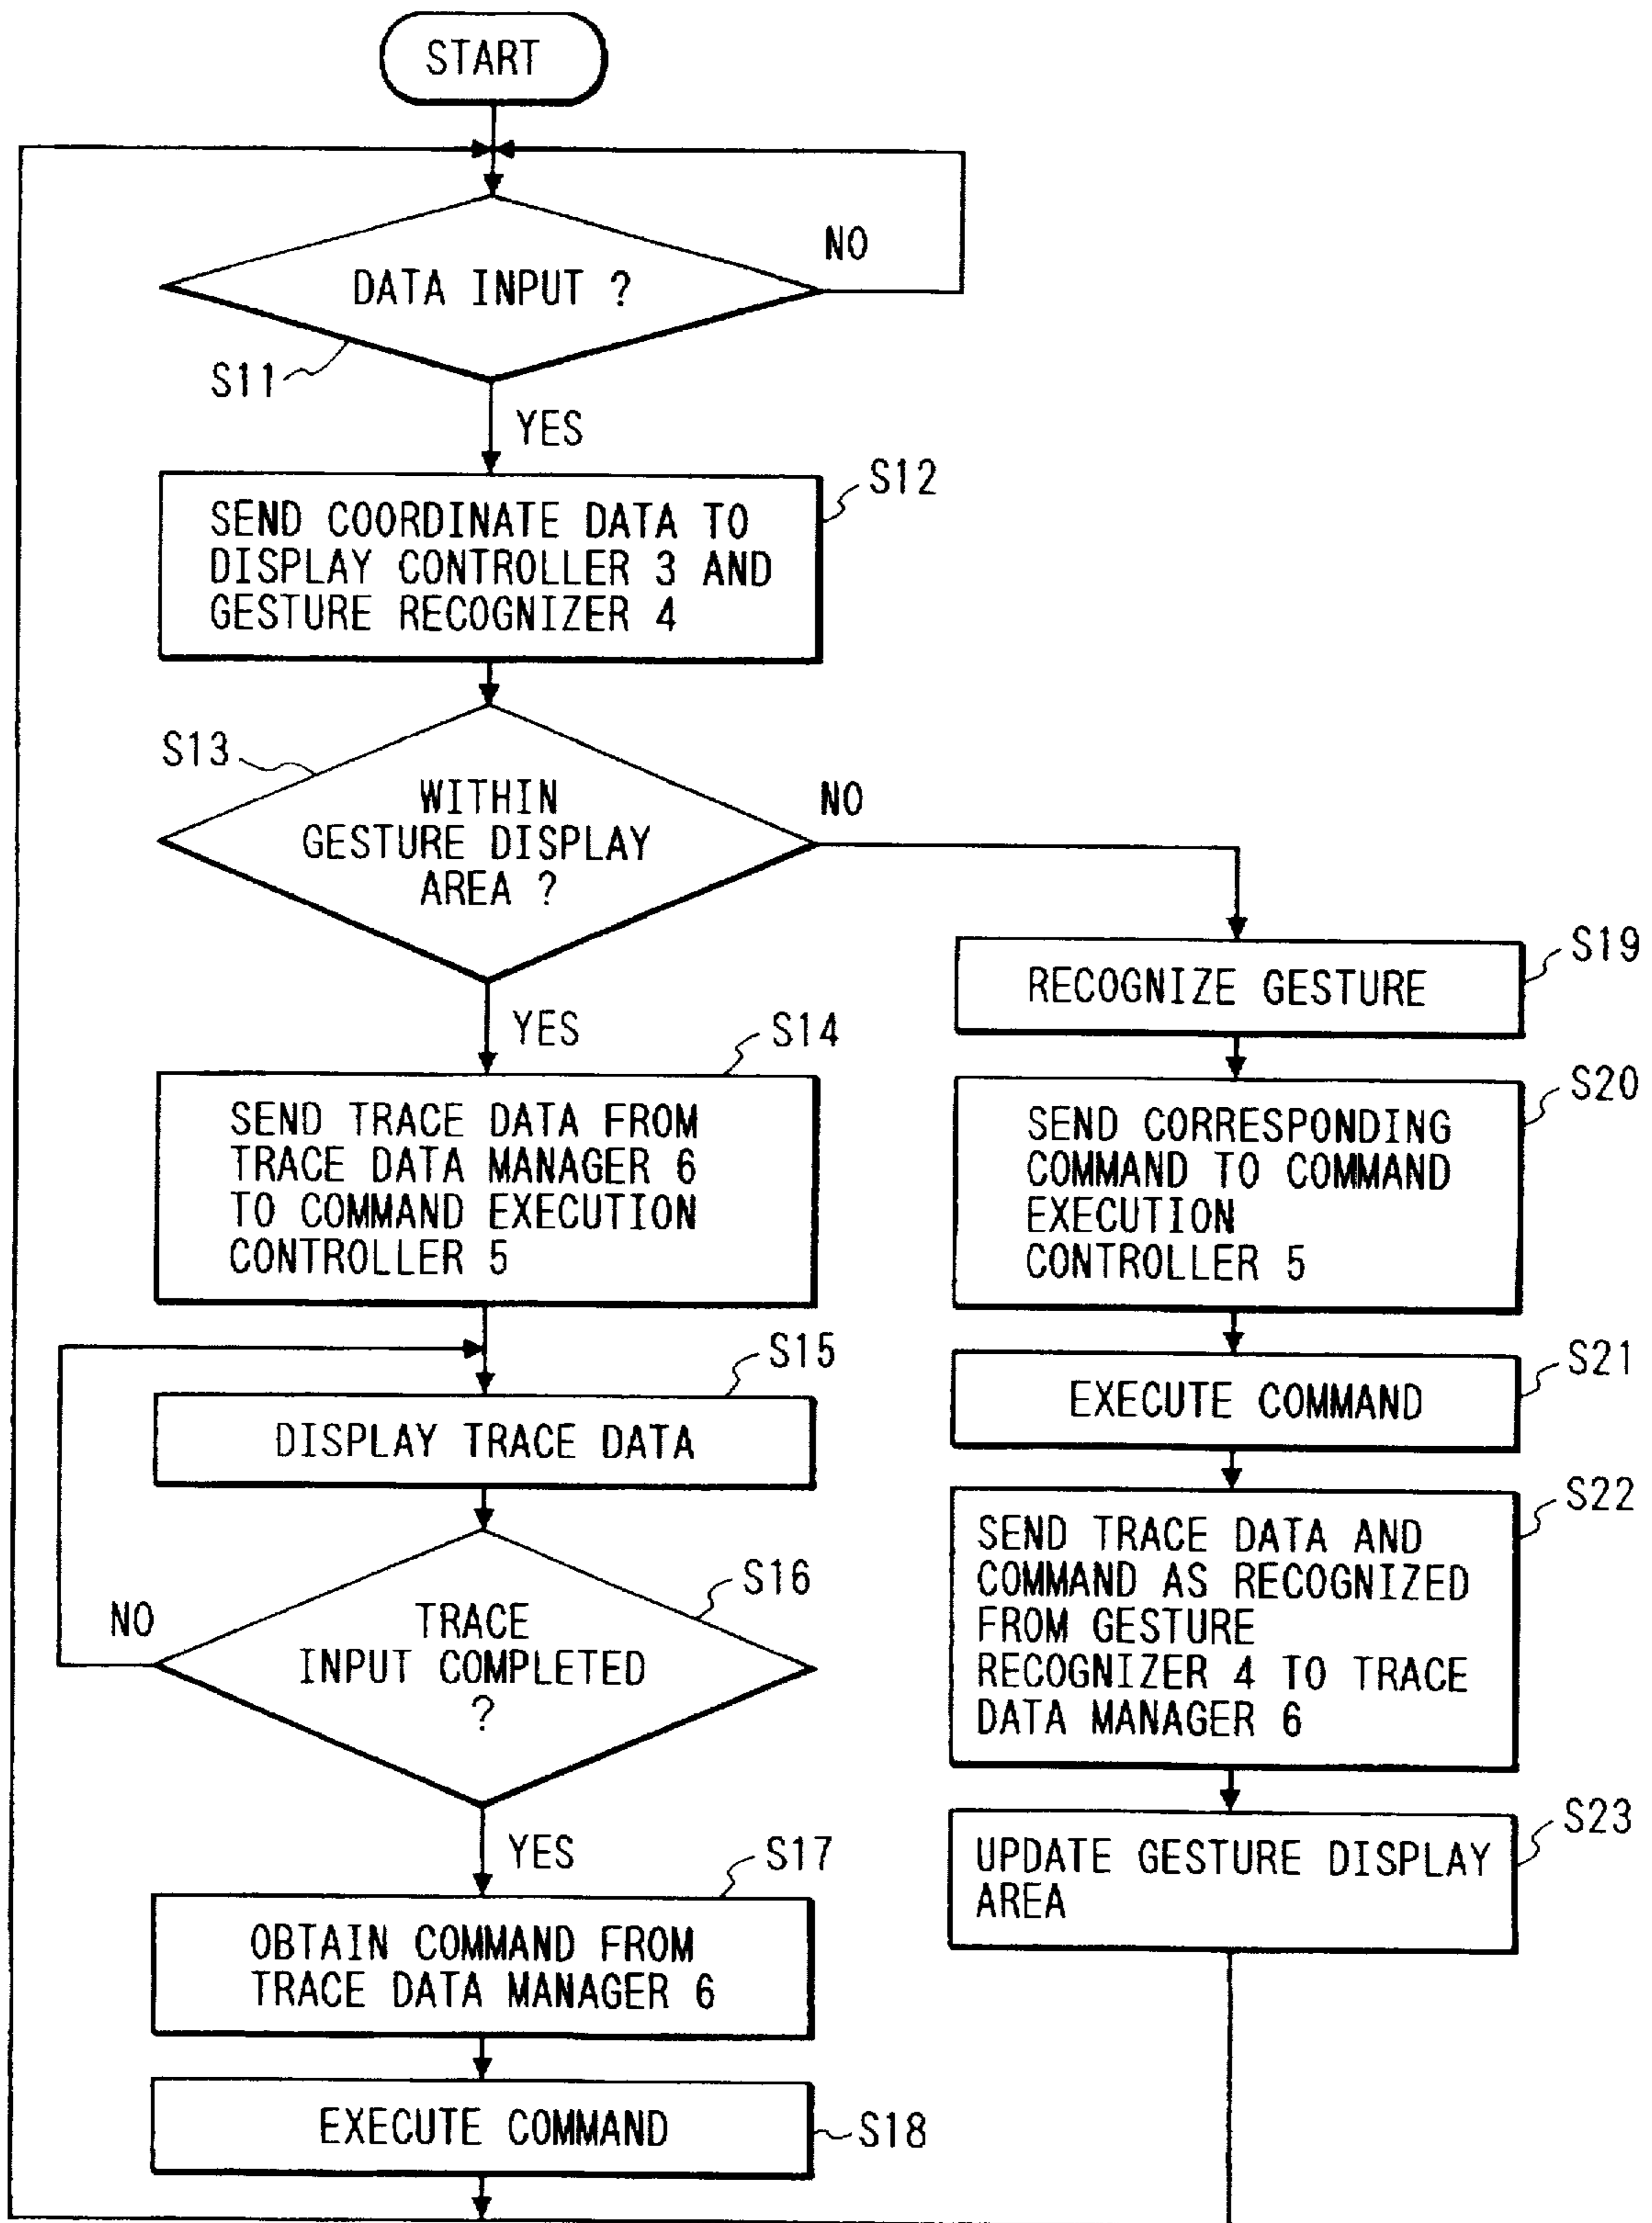 START
NO
DATA INPUT ?
S11
YES
S12
SEND COORDINATE DATA TO
DISPLAY CONTROLLER 3 AND
GESTURE RECOGNIZER 4
S13
WITHIN
GESTURE DISPLAY
AREA ?
NO
YES
S14
SEND TRACE DATA FROM
TRACE DATA MANAGER 6
TO COMMAND EXECUTION
CONTROLLER 5
S15
DISPLAY TRACE DATA
S16
NO
TRACE
INPUT COMPLETED
?
YES
S17
OBTAIN COMMAND FROM
TRACE DATA MANAGER 6
EXECUTE COMMAND
S18
S19
RECOGNIZE GESTURE
S20
SEND CORRESPONDING
COMMAND TO COMMAND
EXECUTION
CONTROLLER 5
S21
EXECUTE COMMAND
S22
SEND TRACE DATA AND
COMMAND AS RECOGNIZED
FROM GESTURE
RECOGNIZER 4 TO TRACE
DATA MANAGER 6
S23
UPDATE GESTURE DISPLAY
AREA